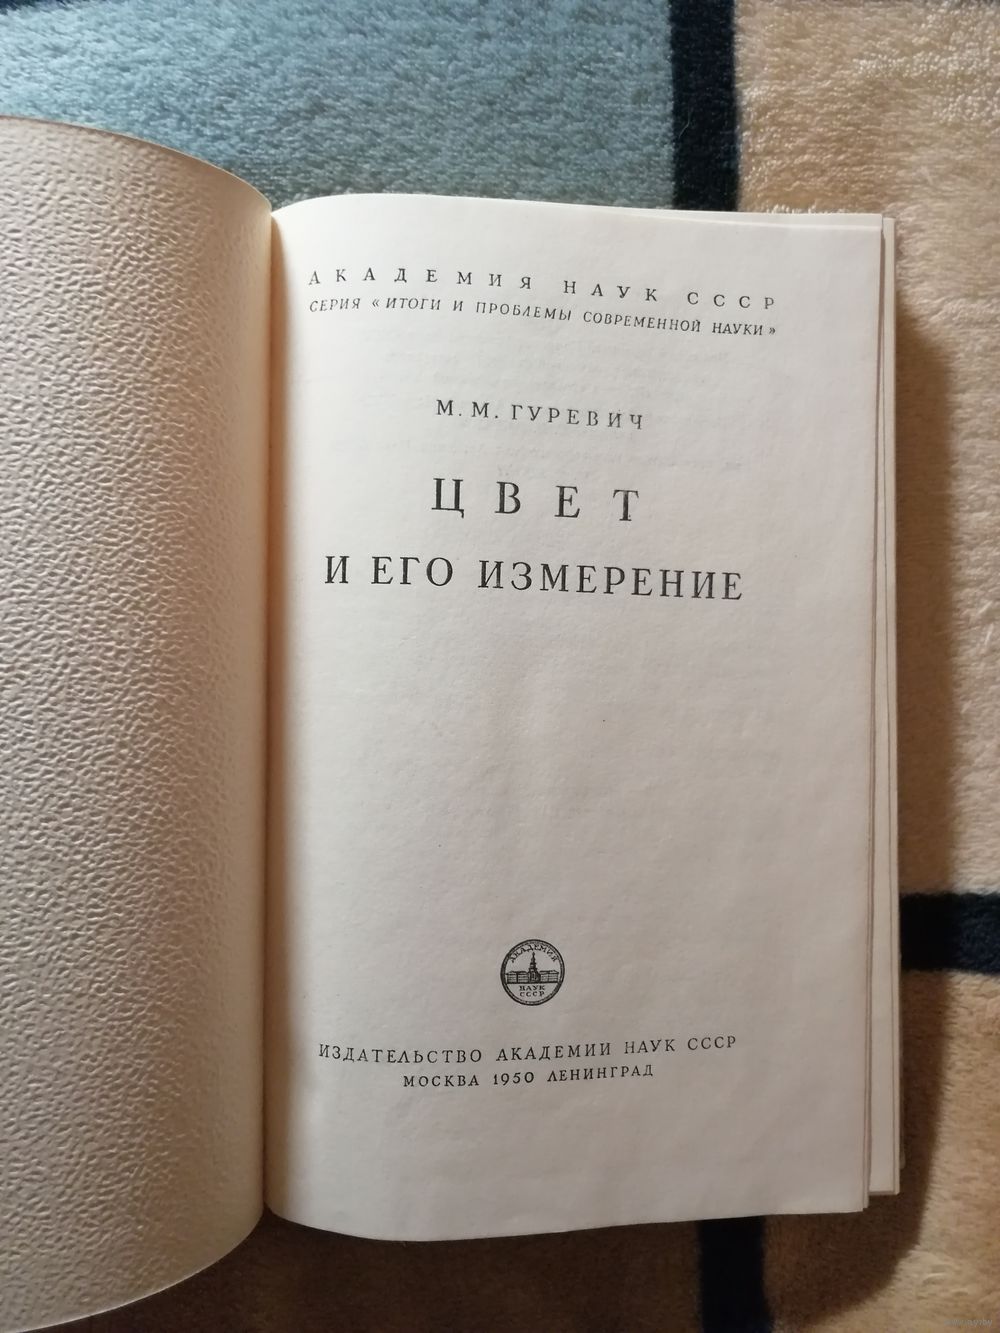 АКАДЕМИЯ НАУК СССР
СЕРИЯ «ИТОГИ И ПРОБЛЕМЫ СОВРЕМЕННОЙ НАУКИ»
М. М. ГУРЕВИЧ
ЦВЕТ
И ЕГО ИЗМЕРЕНИЕ
АКАДЕМИЯ
НАУК
СССР
ИЗДАТЕЛЬСТВО АКАДЕМИИ НАУК СССР
МОСКВА 1950 ЛЕНИНГРАД